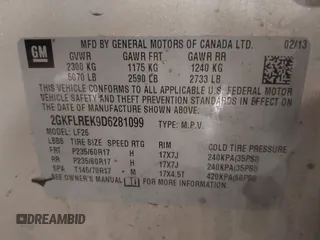 GM
MFD BY GENERAL MOTORS OF CANADA LTD. 02/13
GVWR GAWR FRT GAWR RR
2300 KG 1175 KG 1240 KG
5070 LB 2590 LB 2733 LB
THIS VEHICLE CONFORMS TO ALL APPLICABLE U.S. FEDERAL MOTOR
VEHICLE SAFETY AND THEFT PREVENTION STANDARDS IN EFFECT ON THE
DATE OF MANUFACTURE SHOWN ABOVE.
2GKFLREK9D6281099 TYPE: M.P.V.
MODEL: LF26
LBBB TIRE SIZE SPEED RTG RIM COLD TIRE PRESSURE
FRT P235/60R17 H 17X7J 240KPA(35PSI)
RR P235/60R17 H 17X7J 240KPA(35PSI)
SPA T145/70R17 M 17X4.5T 420KPA(60PSI)
SEE OWNER'S MANUAL FOR ADDITIONAL INFORMATION.
DREAMBID